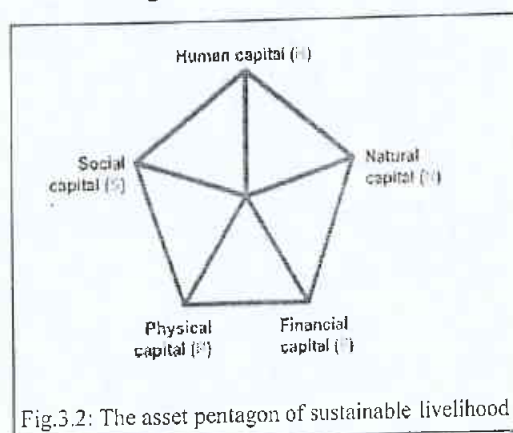 Human capital (H)
Social
capital (S)
Natural
capital (N)
Physical
capital (P)
Financial
capital (F)
Fig.3.2: The asset pentagon of sustainable livelihood